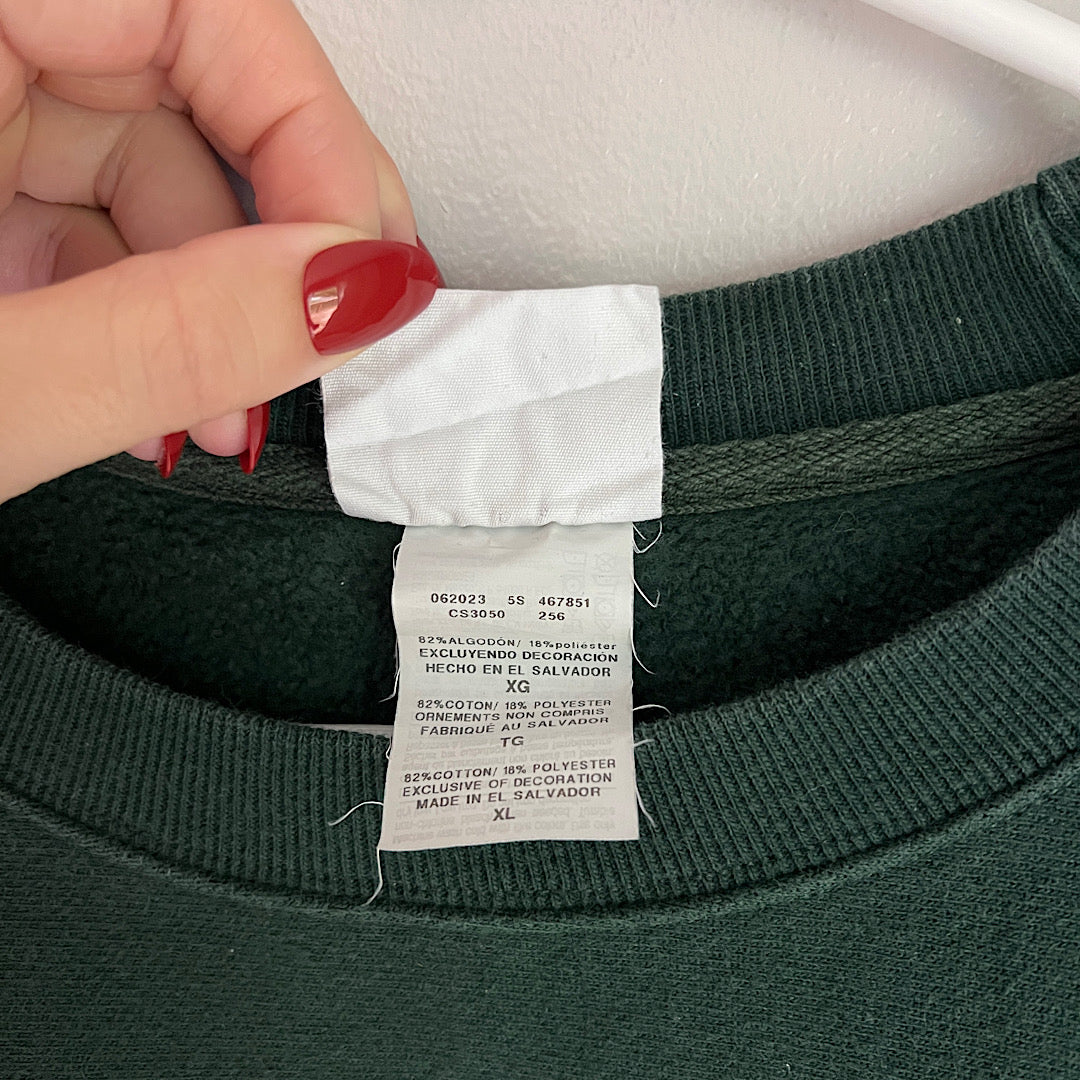 062023 5S 467851
CS3050 256
82%ALGODÓN/ 18%poliéster
EXCLUYENDO DECORACIÓN
HECHO EN EL SALVADOR
XG
82%COTON/ 18% POLYESTER
ORNEMENTS NON COMPRIS
FABRIQUÉ AU SALVADOR
TG
82%COTTON/ 18% POLYESTER
EXCLUSIVE OF DECORATION
MADE IN EL SALVADOR
XL